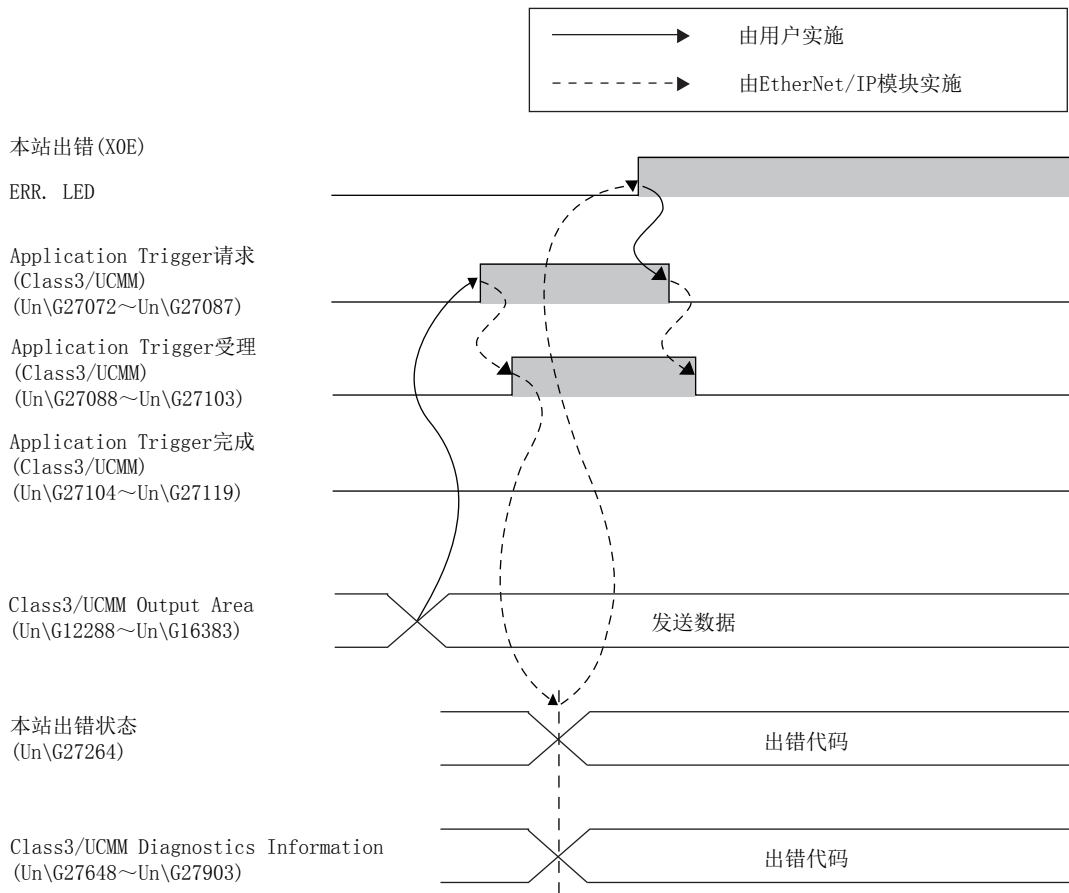 由用户实施
由EtherNet/IP模块实施
本站出错(X0E)
ERR. LED
Application Trigger请求
(Class3/UCMM)
(Un\G27072～Un\G27087)
Application Trigger受理
(Class3/UCMM)
(Un\G27088～Un\G27103)
Application Trigger完成
(Class3/UCMM)
(Un\G27104～Un\G27119)
Class3/UCMM Output Area
(Un\G12288～Un\G16383)
发送数据
本站出错状态
(Un\G27264)
出错代码
Class3/UCMM Diagnostics Information
(Un\G27648～Un\G27903)
出错代码